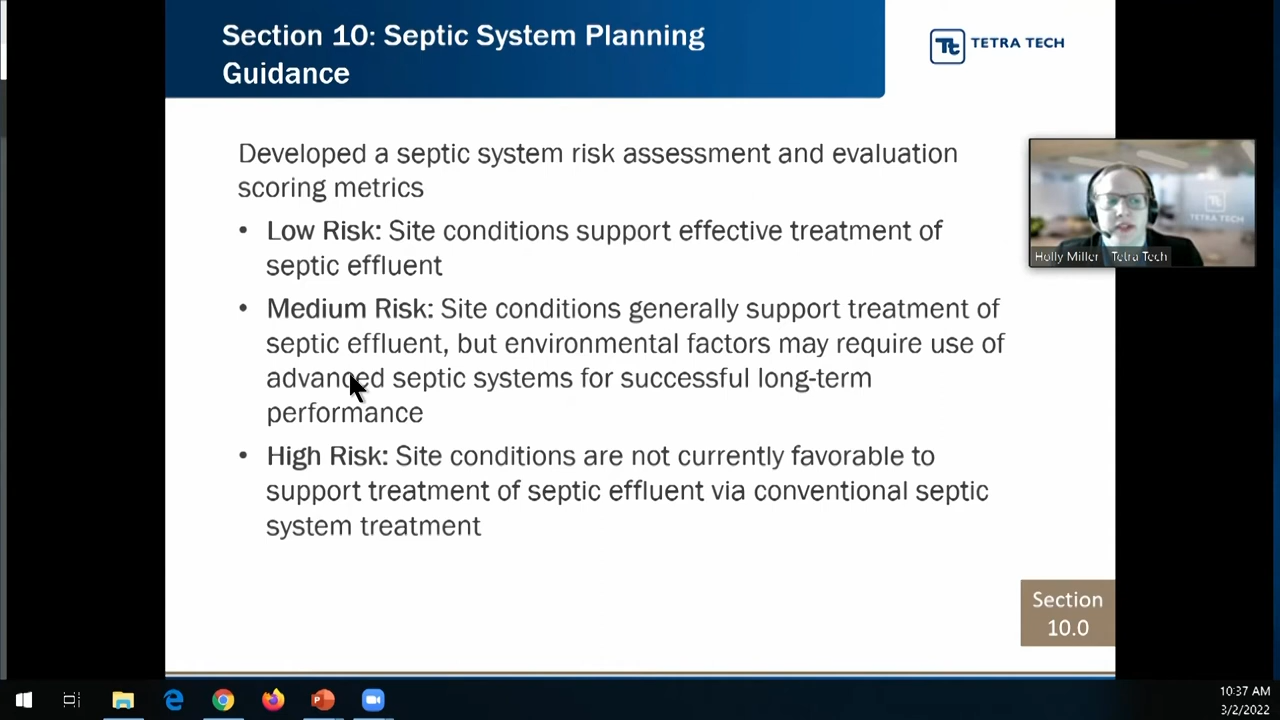 Section 10: Septic System Planning
Guidance
Tt TETRA TECH
Developed a septic system risk assessment and evaluation
scoring metrics
• Low Risk: Site conditions support effective treatment of
septic effluent
• Medium Risk: Site conditions generally support treatment of
septic effluent, but environmental factors may require use of
advanced septic systems for successful long-term
performance
• High Risk: Site conditions are not currently favorable to
support treatment of septic effluent via conventional septic
system treatment
TETRA TECH
Holly Miller Tetra Tech
Section
10.0
10:37 AM
3/2/2022